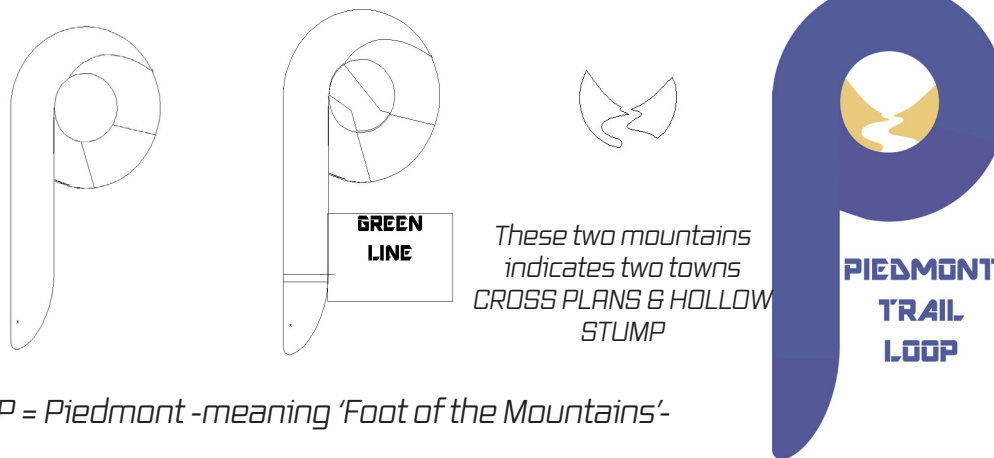 GREEN
LINE
These two mountains
indicates two towns
CROSS PLANS & HOLLOW
STUMP
PIEDMONT
TRAIL
LOOP
P = Piedmont -meaning ‘Foot of the Mountains’-